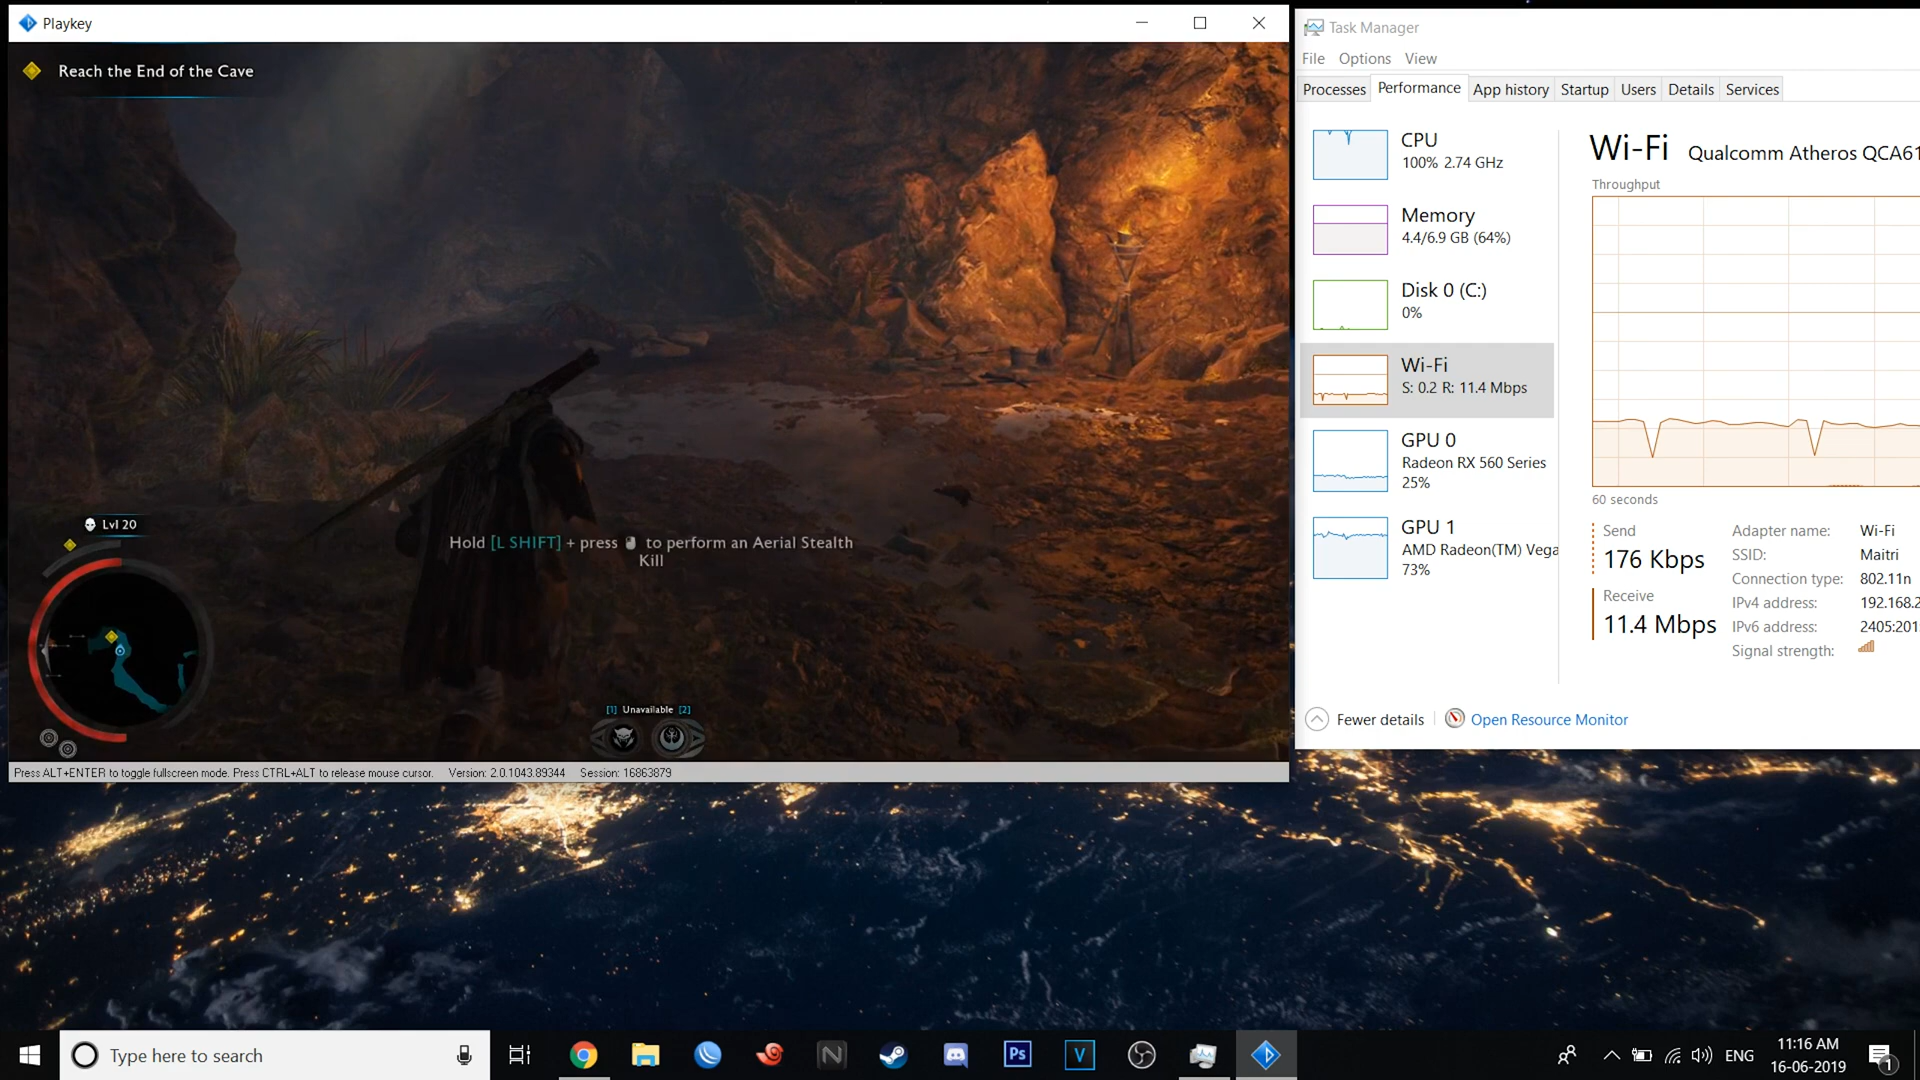 Playkey
Reach the End of the Cave
Lvl 20
Hold [L SHIFT] + press to perform an Aerial Stealth
Kill
[1] Unavailable [2]
Press ALT+ENTER to toggle fullscreen mode. Press CTRL+ALT to release mouse cursor. Version: 2.0.1043.89344 Session: 16863879
Task Manager
File Options View
Processes Performance App history Startup Users Details Services
CPU
100% 2.74 GHz
Memory
4.4/6.9 GB (64%)
Disk 0 (C:)
0%
Wi-Fi
S: 0.2 R: 11.4 Mbps
GPU 0
Radeon RX 560 Series
25%
GPU 1
AMD Radeon(TM) Vega
73%
Wi-Fi Qualcomm Atheros QCA61
Throughput
60 seconds
Send
176 Kbps
Receive
11.4 Mbps
Adapter name: Wi-Fi
SSID: Maitri
Connection type: 802.11n
IPv4 address: 192.168.2
IPv6 address: 2405:201
Signal strength:
Fewer details Open Resource Monitor
Type here to search
N
Ps
V
ENG
11:16 AM
16-06-2019
1